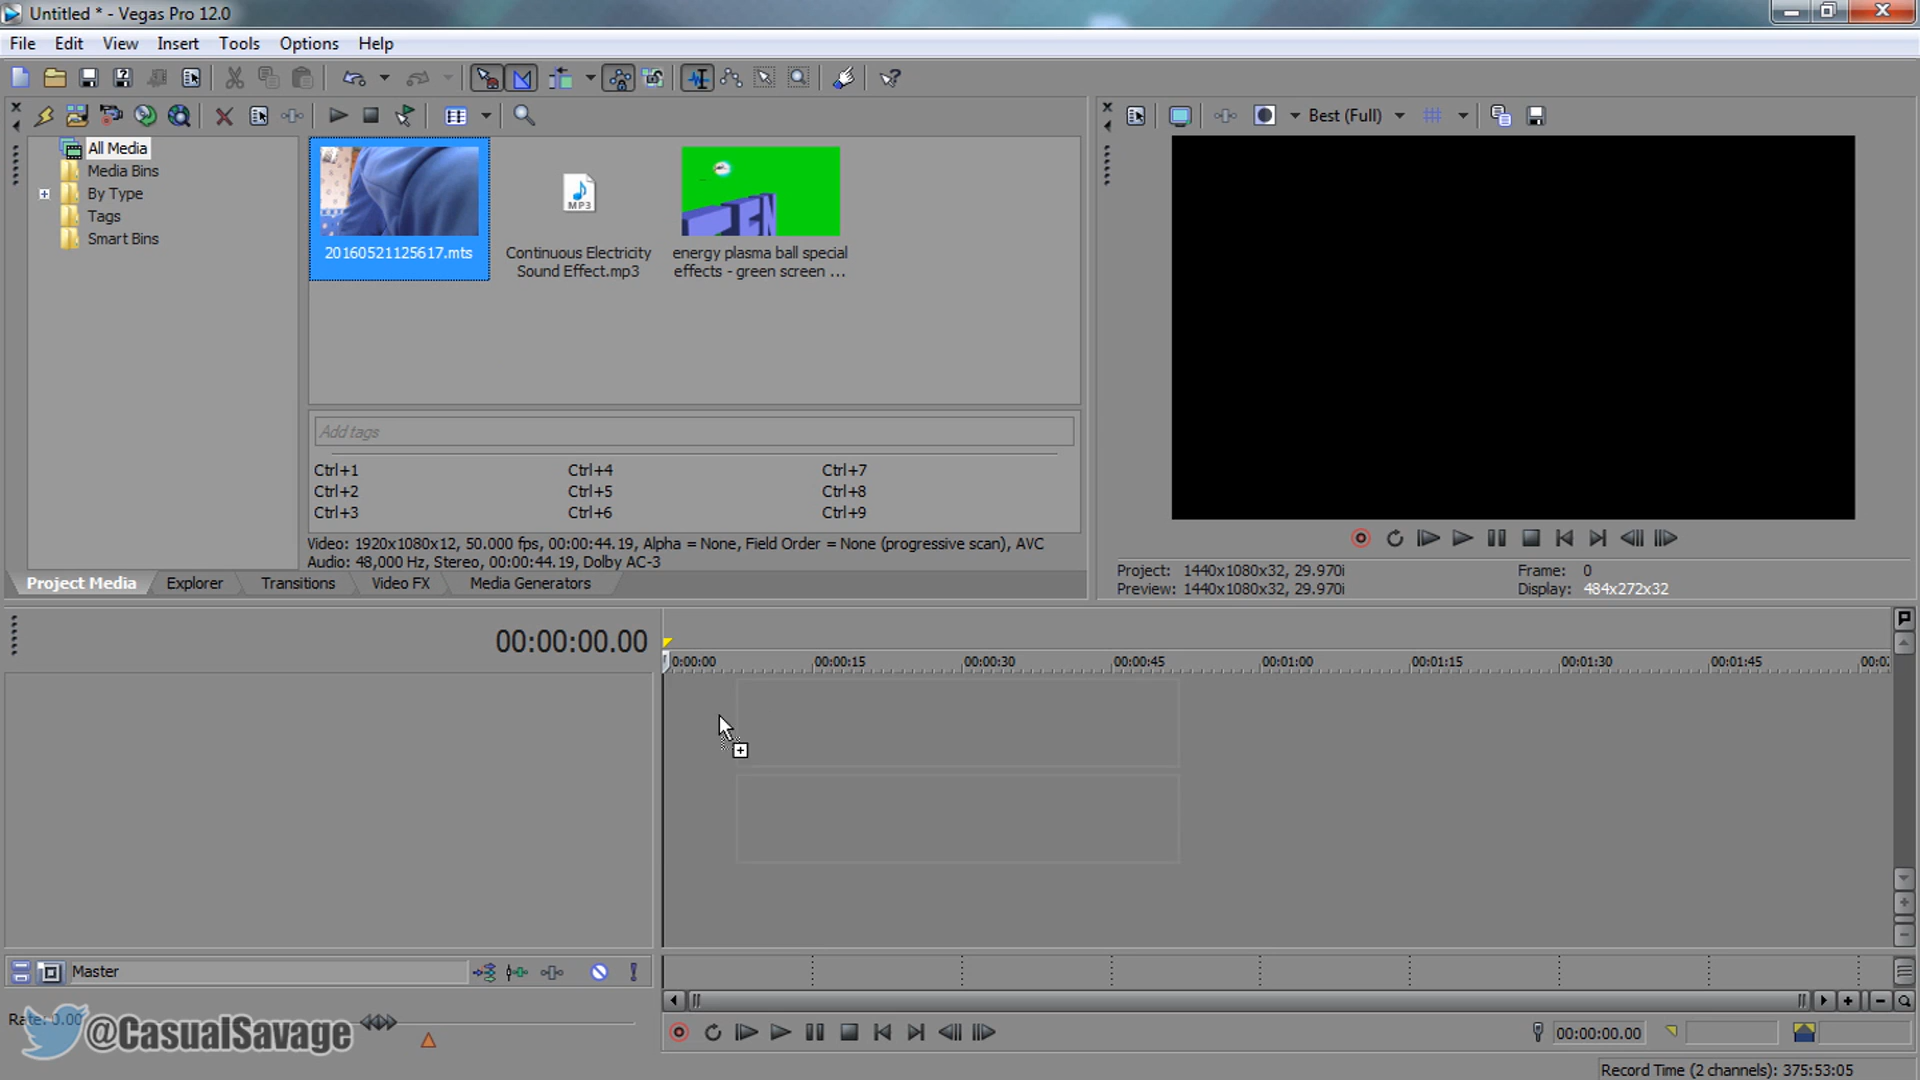 Untitled * - Vegas Pro 12.0
File Edit View Insert Tools Options Help
Best (Full)
All Media
Media Bins
By Type
Tags
Smart Bins
MP3
20160521125617.mts
Continuous Electricity
Sound Effect.mp3
energy plasma ball special
effects - green screen ...
Add tags
Ctrl+1 Ctrl+4 Ctrl+7
Ctrl+2 Ctrl+5 Ctrl+8
Ctrl+3 Ctrl+6 Ctrl+9
Video: 1920x1080x12, 50.000 fps, 00:00:44.19, Alpha = None, Field Order = None (progressive scan), AVC
Audio: 48,000 Hz, Stereo, 00:00:44.19, Dolby AC-3
Project Media Explorer Transitions Video FX Media Generators
Project: 1440x1080x32, 29.970i Frame: 0
Preview: 1440x1080x32, 29.970i Display: 484x272x32
00:00:00.00
0:00:00 00:00:15 00:00:30 00:00:45 00:01:00 00:01:15 00:01:30 00:01:45
Master
Rate: 0.00
@CasualSavage
00:00:00.00
Record Time (2 channels): 375:53:05